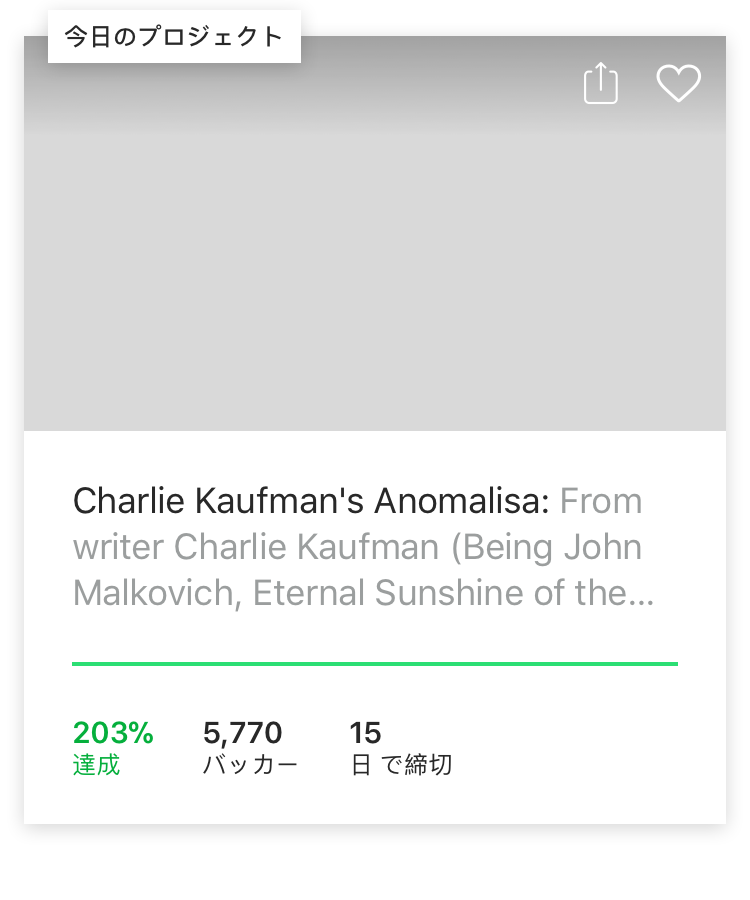 今日のプロジェクト
Charlie Kaufman's Anomalisa: From
writer Charlie Kaufman (Being John
Malkovich, Eternal Sunshine of the…
203% 5,770 15
達成 バッカー 日 で締切